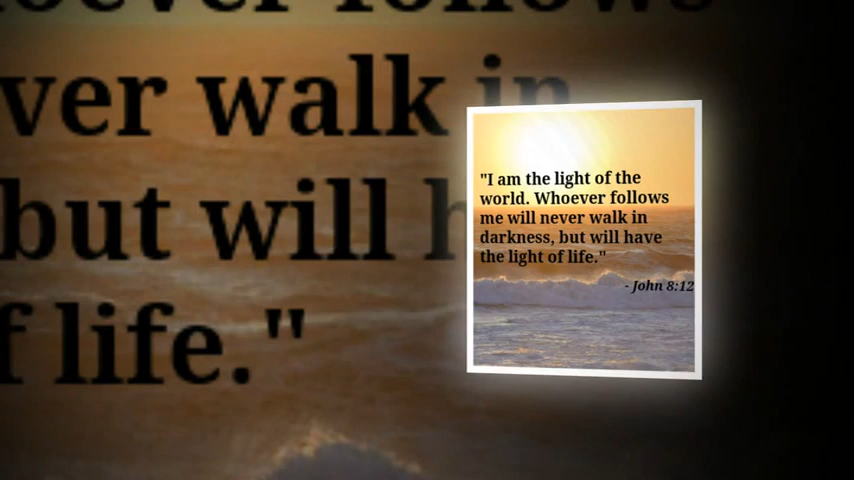 ver walk in
but will h
f life."
"I am the light of the
world. Whoever follows
me will never walk in
darkness, but will have
the light of life."
- John 8:12